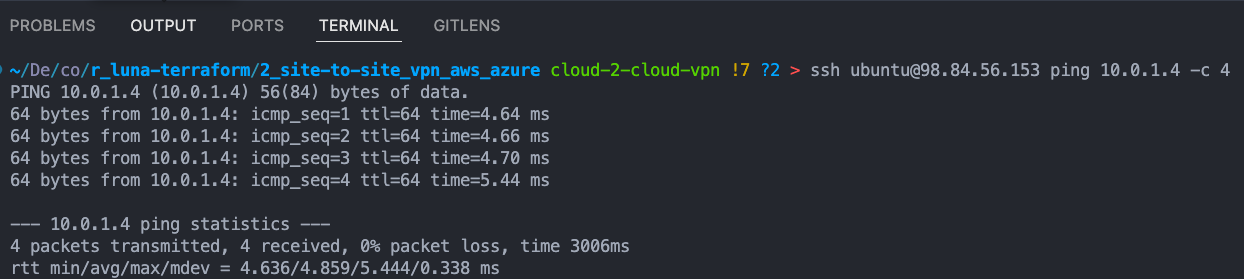 PROBLEMS OUTPUT PORTS TERMINAL GITLENS
~/De/co/r_luna-terraform/2_site-to-site_vpn_aws_azure cloud-2-cloud-vpn !7 ?2 > ssh ubuntu@98.84.56.153 ping 10.0.1.4 -c 4
PING 10.0.1.4 (10.0.1.4) 56(84) bytes of data.
64 bytes from 10.0.1.4: icmp_seq=1 ttl=64 time=4.64 ms
64 bytes from 10.0.1.4: icmp_seq=2 ttl=64 time=4.66 ms
64 bytes from 10.0.1.4: icmp_seq=3 ttl=64 time=4.70 ms
64 bytes from 10.0.1.4: icmp_seq=4 ttl=64 time=5.44 ms
--- 10.0.1.4 ping statistics ---
4 packets transmitted, 4 received, 0% packet loss, time 3006ms
rtt min/avg/max/mdev = 4.636/4.859/5.444/0.338 ms